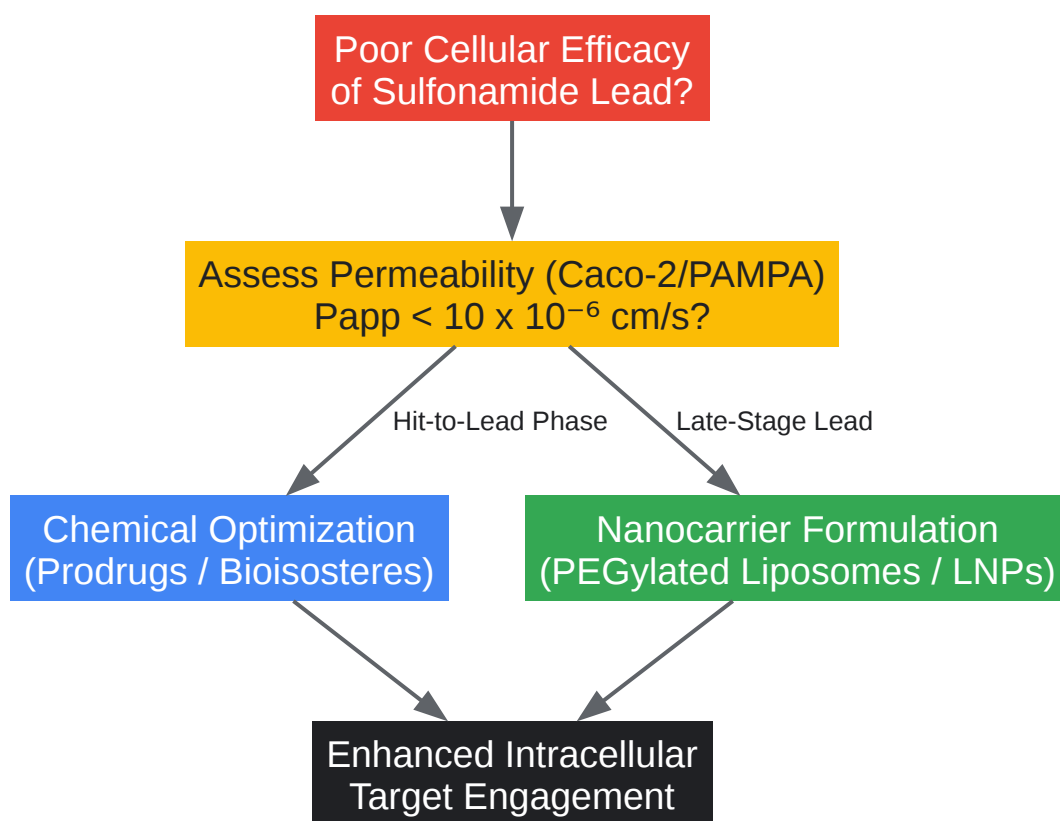 Poor Cellular Efficacy
of Sulfonamide Lead?
Assess Permeability (Caco-2/PAMPA)
Papp < 10 x 10⁻⁶ cm/s?
Hit-to-Lead Phase
Late-Stage Lead
Chemical Optimization
(Prodrugs / Bioisosteres)
Nanocarrier Formulation
(PEGylated Liposomes / LNPs)
Enhanced Intracellular
Target Engagement